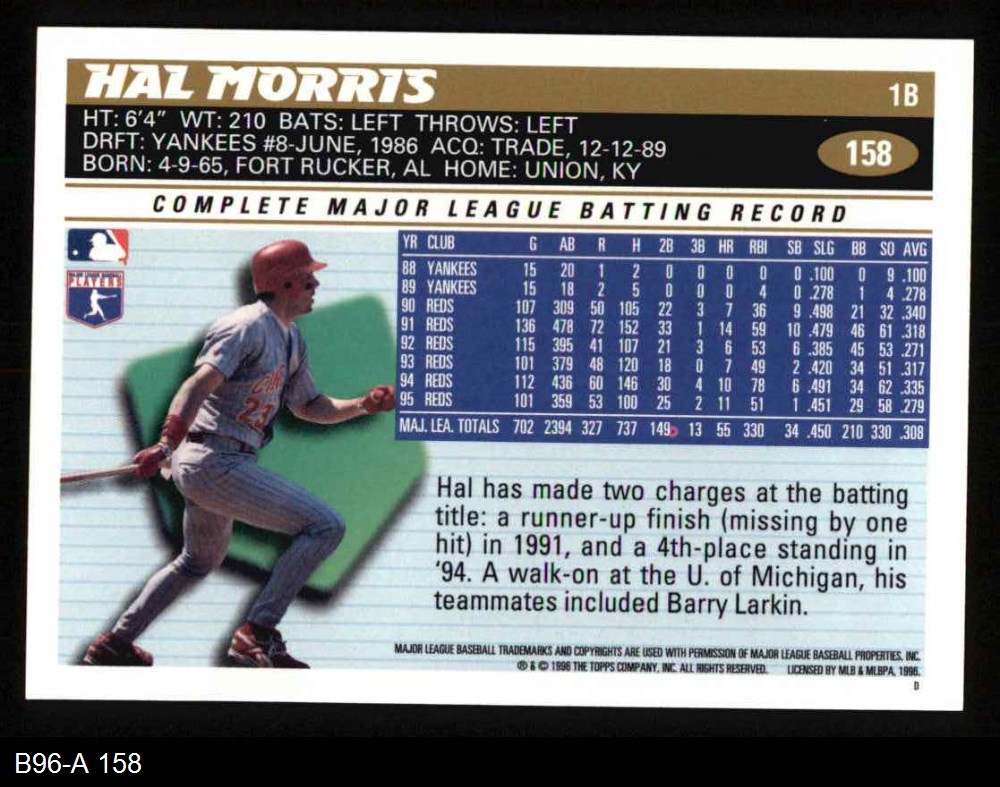 HAL MORRIS
1B
HT: 6'4" WT: 210 BATS: LEFT THROWS: LEFT
DRFT: YANKEES #8-JUNE, 1986 ACQ: TRADE, 12-12-89
BORN: 4-9-65, FORT RUCKER, AL HOME: UNION, KY
158
COMPLETE MAJOR LEAGUE BATTING RECORD
YR CLUB G AB R H 2B 3B HR RBI SB SLG BB SO AVG
88 YANKEES 15 20 1 2 0 0 0 0 0 .100 0 9 .100
89 YANKEES 15 18 2 5 0 0 0 4 0 .278 1 4 .278
90 REDS 107 309 50 105 22 3 7 36 9 .498 21 32 .340
91 REDS 136 478 72 152 33 1 14 59 10 .479 46 61 .318
92 REDS 115 395 41 107 21 3 6 53 6 .385 45 53 .271
93 REDS 101 379 48 120 18 0 7 49 2 .420 34 51 .317
94 REDS 112 436 60 146 30 4 10 78 6 .491 34 62 .335
95 REDS 101 359 53 100 25 2 11 51 1 .451 29 58 .279
MAJ. LEA. TOTALS 702 2394 327 737 149 13 55 330 34 .450 210 330 .308
PLAYERS
23
Hal has made two charges at the batting
title: a runner-up finish (missing by one
hit) in 1991, and a 4th-place standing in
'94. A walk-on at the U. of Michigan, his
teammates included Barry Larkin.
MAJOR LEAGUE BASEBALL TRADEMARKS AND COPYRIGHTS ARE USED WITH PERMISSION OF MAJOR LEAGUE BASEBALL PROPERTIES, INC.
® & © 1996 THE TOPPS COMPANY, INC. ALL RIGHTS RESERVED. LICENSED BY MLB & MLBPA, 1996.
D
B96-A 158